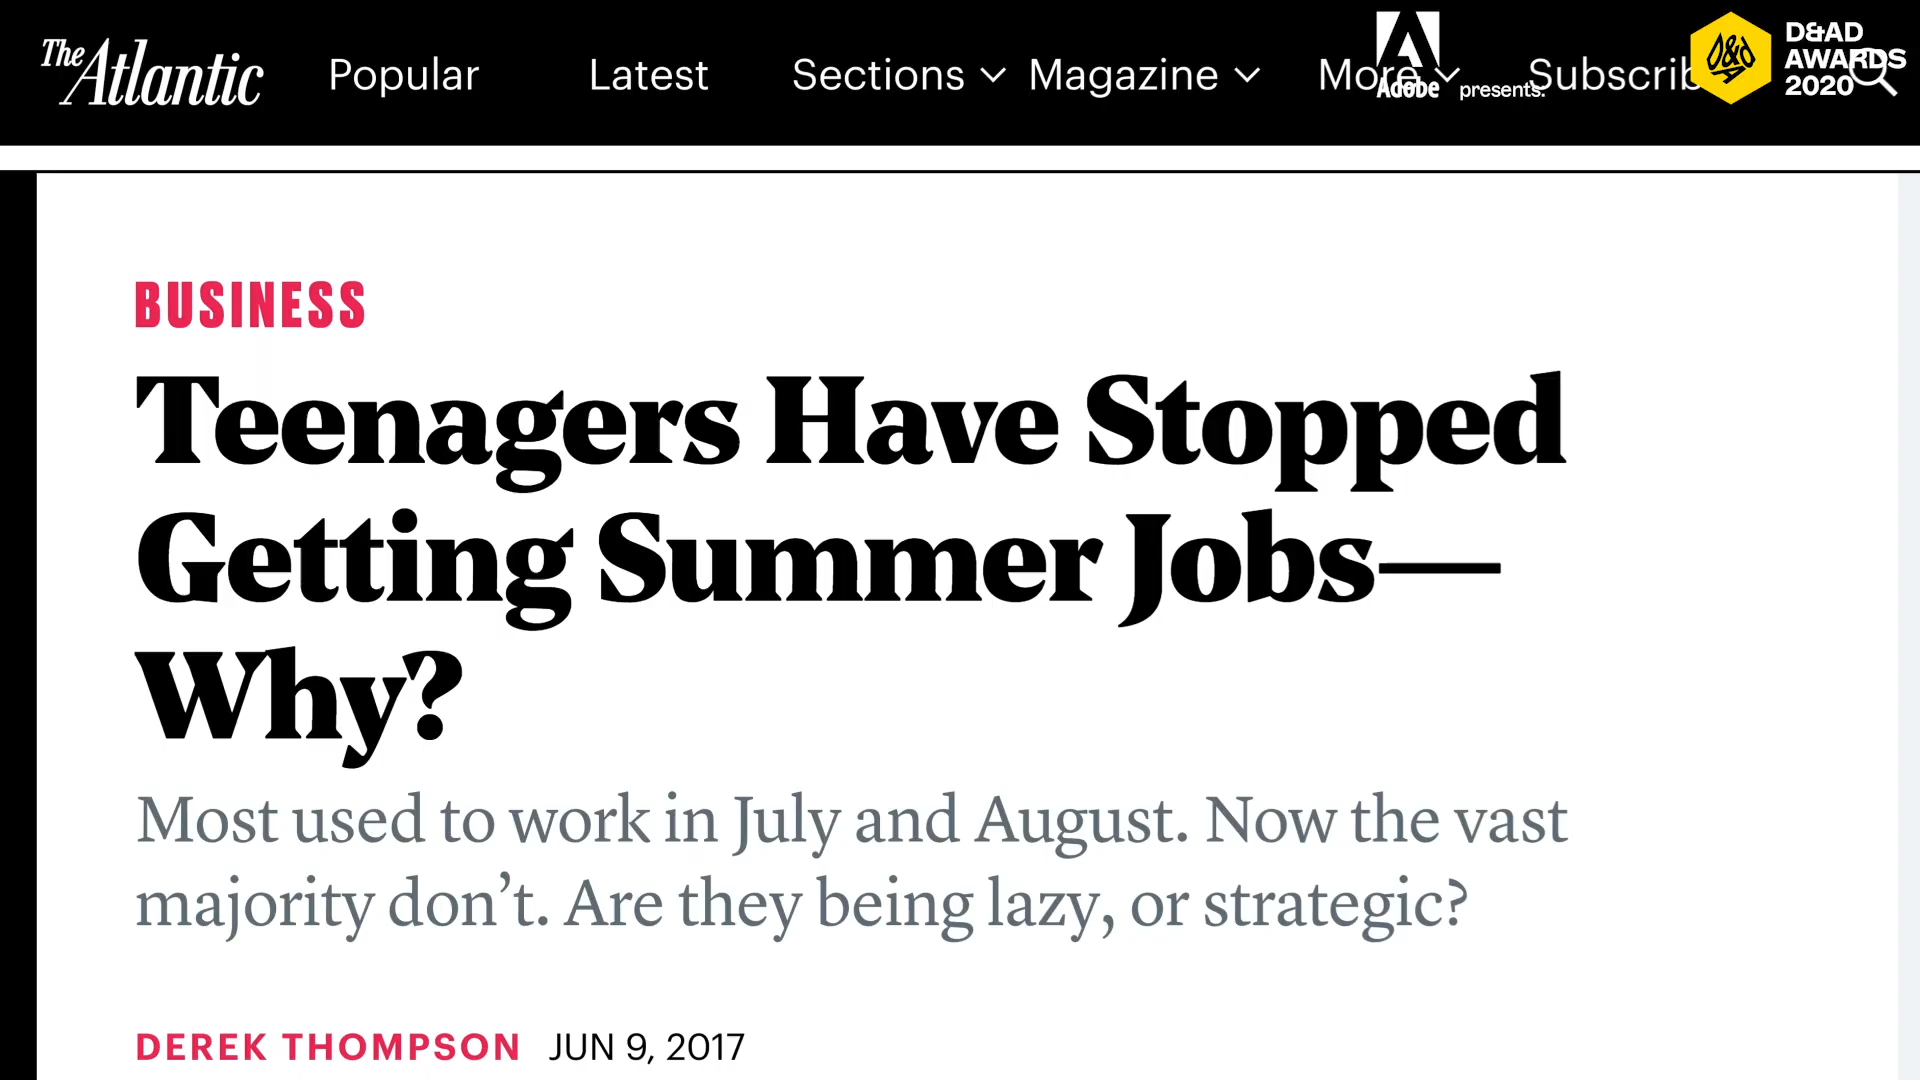 The Atlantic
Popular
Latest
Sections
Magazine
More
Adobe
presents:
Subscrib
D&AD
AWARDS
2020
BUSINESS
Teenagers Have Stopped
Getting Summer Jobs—
Why?
Most used to work in July and August. Now the vast
majority don’t. Are they being lazy, or strategic?
DEREK THOMPSON JUN 9, 2017